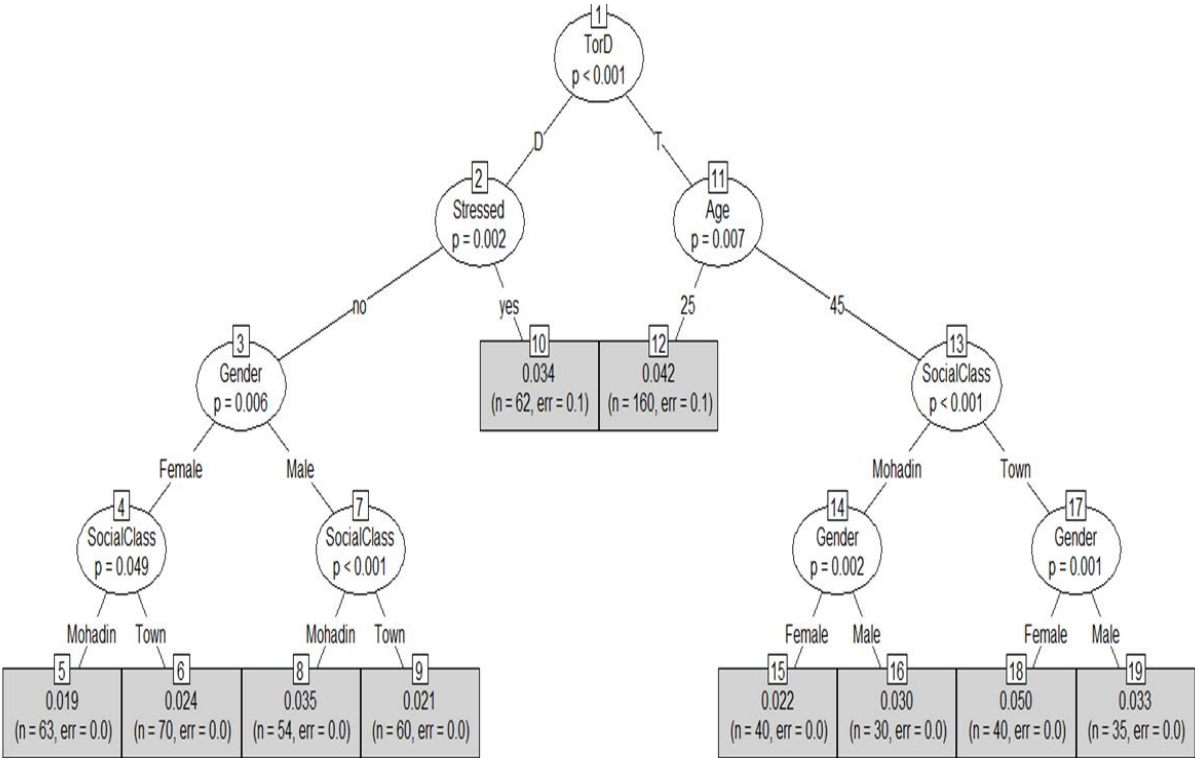 1
TorD
p < 0.001
D
T
2
Stressed
p = 0.002
11
Age
p = 0.007
no
yes
25
45
3
Gender
p = 0.006
10
0.034
(n = 62, err = 0.1)
12
0.042
(n = 160, err = 0.1)
13
SocialClass
p < 0.001
Female
Male
Mohadin
Town
4
SocialClass
p = 0.049
7
SocialClass
p < 0.001
14
Gender
p = 0.002
17
Gender
p = 0.001
Mohadin
Town
Mohadin
Town
Female
Male
Female
Male
5
0.019
(n = 63, err = 0.0)
6
0.024
(n = 70, err = 0.0)
8
0.035
(n = 54, err = 0.0)
9
0.021
(n = 60, err = 0.0)
15
0.022
(n = 40, err = 0.0)
16
0.030
(n = 30, err = 0.0)
18
0.050
(n = 40, err = 0.0)
19
0.033
(n = 35, err = 0.0)